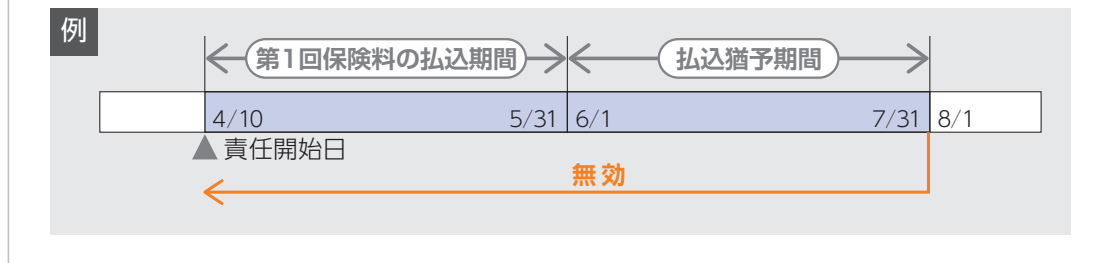 例
第1回保険料の払込期間 払込猶予期間
4/10 5/31 6/1 7/31 8/1
責任開始日
無効